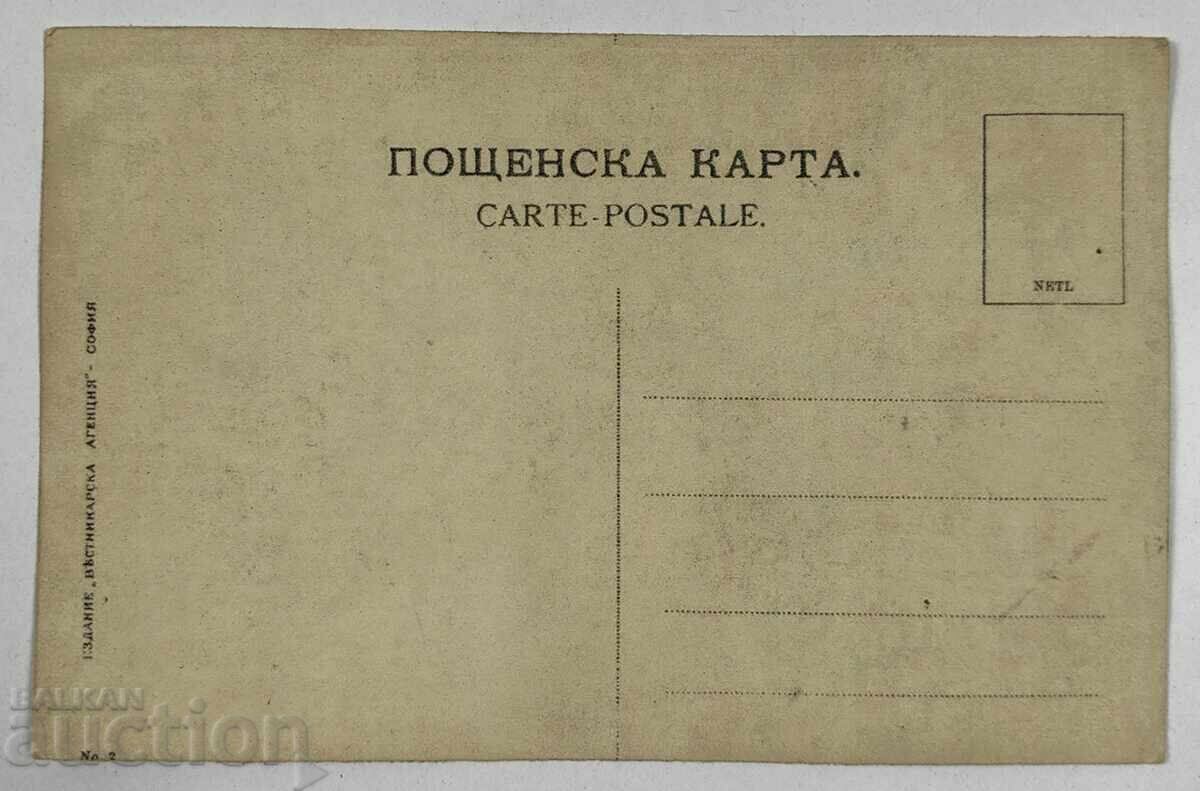 ПОЩЕНСКА КАРТА.
CARTE-POSTALE.
NETL
ИЗДАНИЕ „ВѢСТНИКАРСКА АГЕНЦИЯ“ - СОФИЯ
No 2
BALKAN
auction